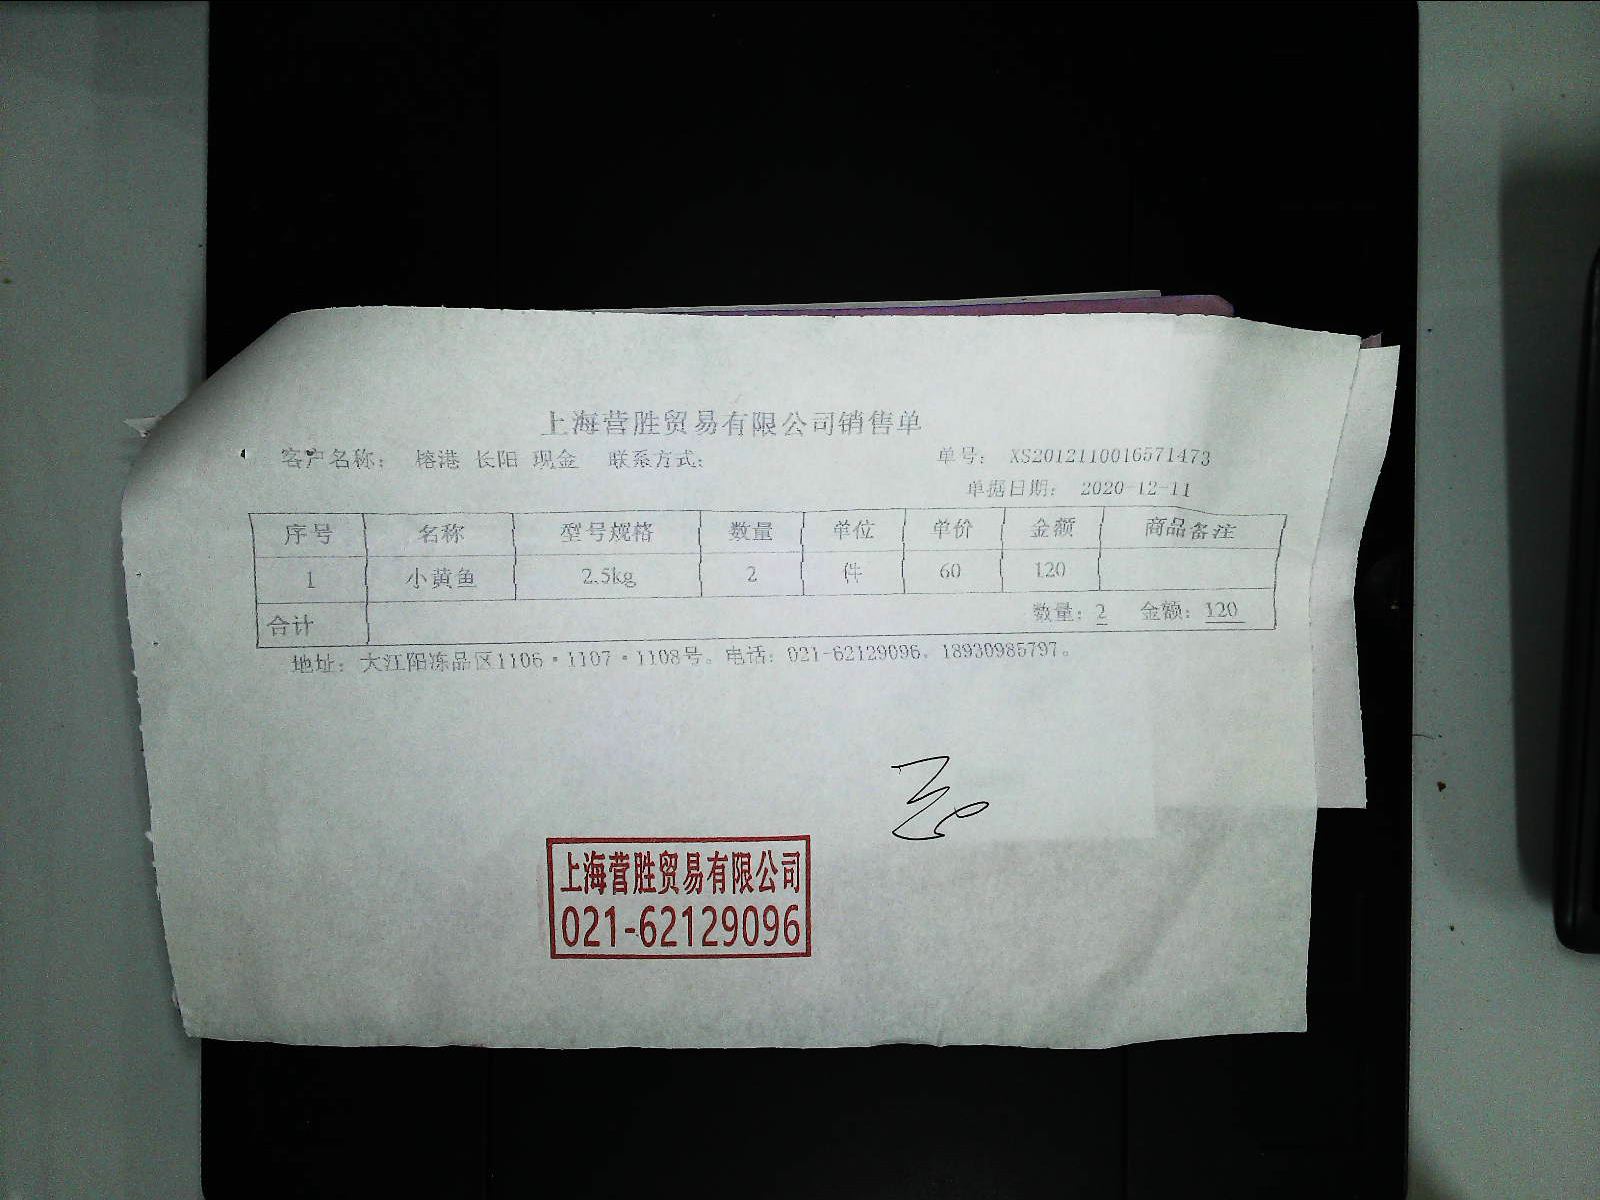 上海营胜贸易有限公司销售单
客户名称： 榕港 长阳 现金 联系方式： 单号： XS2012110016571473
单据日期： 2020-12-11
序号 名称 型号规格 数量 单位 单价 金额 商品备注
1 小黄鱼 2.5kg 2 件 60 120
合计 数量：2 金额：120
地址：大江阳冻品区1106·1107·1108号。电话：021-62129096。18930985797。
上海营胜贸易有限公司
021-62129096